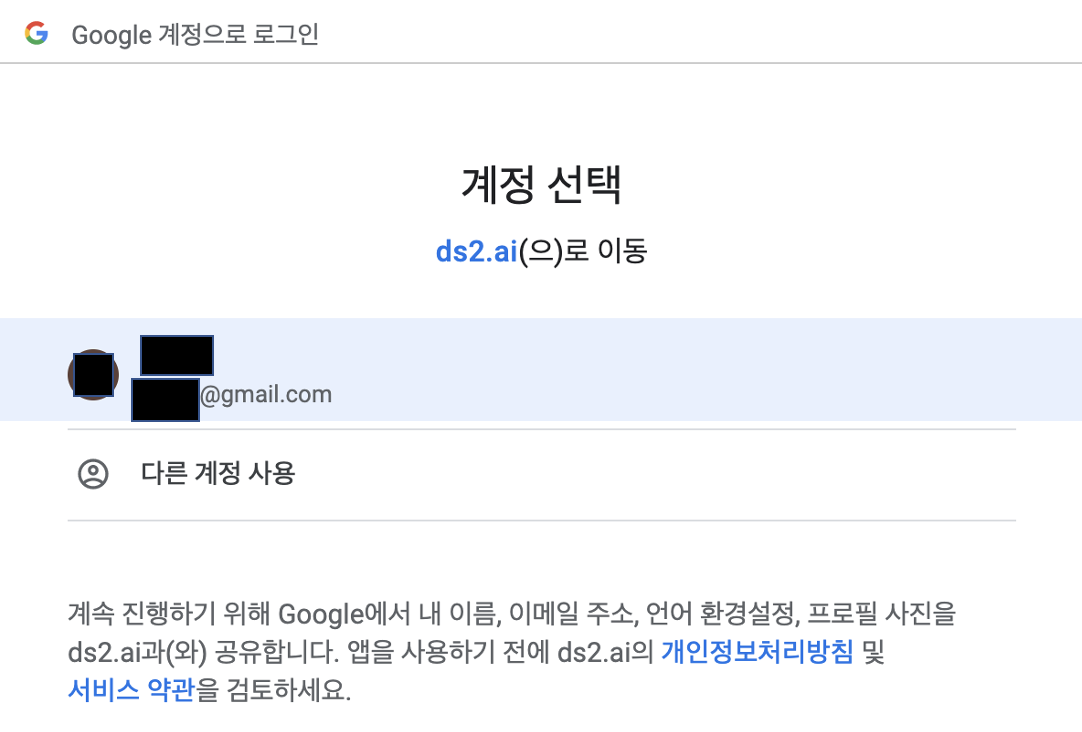 Google 계정으로 로그인
계정 선택
ds2.ai(으)로 이동
@gmail.com
다른 계정 사용
계속 진행하기 위해 Google에서 내 이름, 이메일 주소, 언어 환경설정, 프로필 사진을
ds2.ai과(와) 공유합니다. 앱을 사용하기 전에 ds2.ai의 개인정보처리방침 및
서비스 약관을 검토하세요.